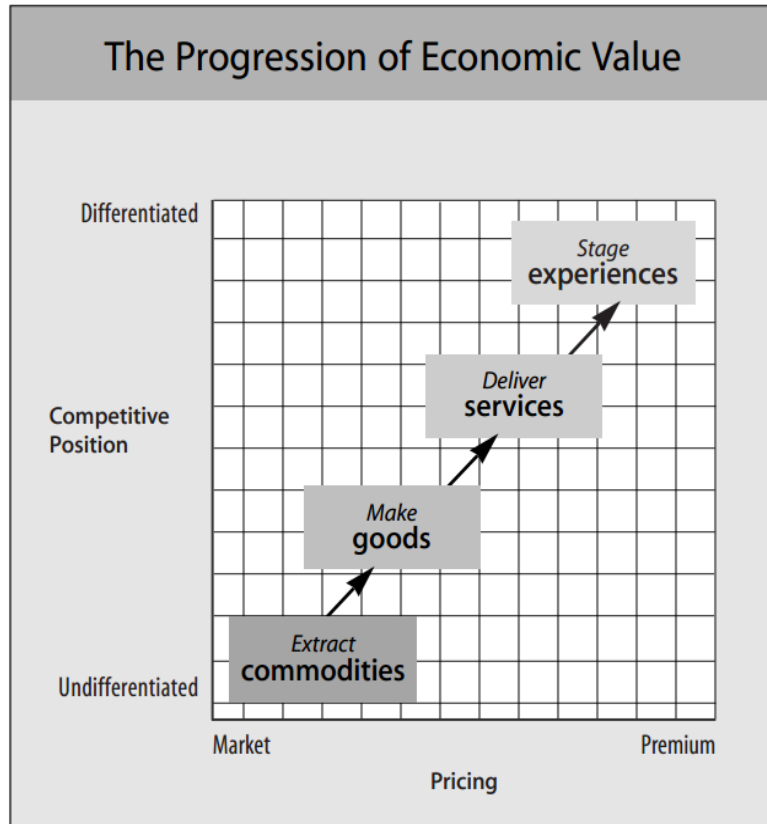 The Progression of Economic Value
Differentiated
Stage
experiences
Deliver
services
Competitive
Position
Make
goods
Extract
commodities
Undifferentiated
Market
Premium
Pricing